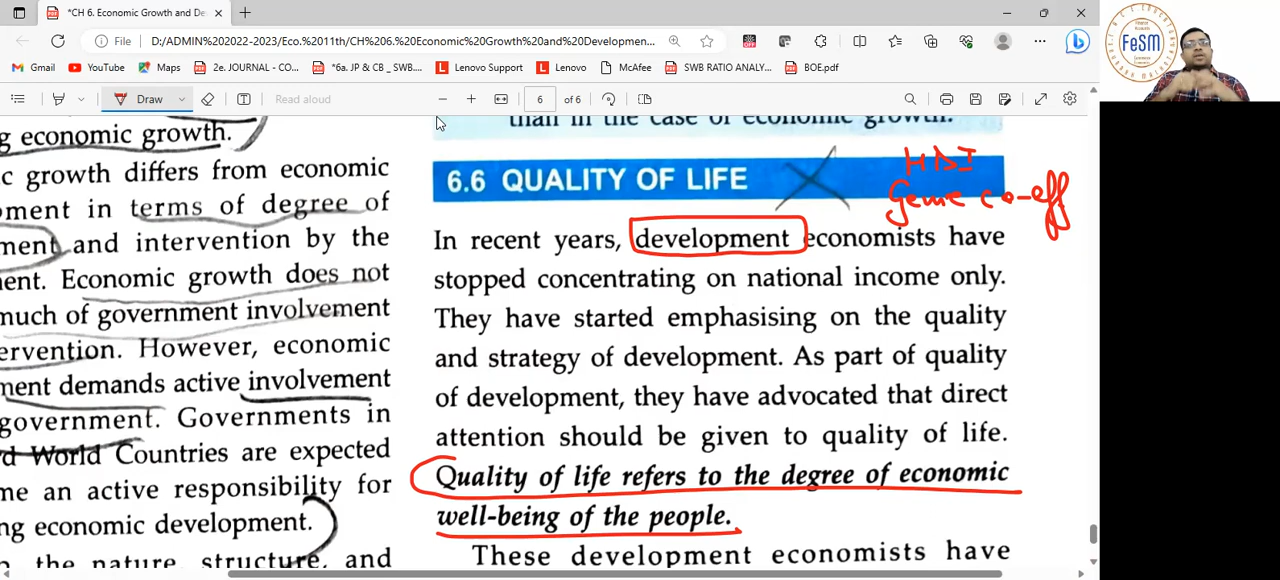 *CH 6. Economic Growth and De
File D:/ADMIN%202022-2023/Eco.%2011th/CH%206.%20Economic%20Growth%20and%20Developmen...
Gmail YouTube Maps 2e. JOURNAL - CO... *6a. JP & CB _ SWB.... Lenovo Support Lenovo McAfee SWB RATIO ANALY... BOE.pdf
Draw Read aloud 6 of 6
FeSM
g economic growth.
c growth differs from economic
pment in terms of degree of
ment and intervention by the
ent. Economic growth does not
much of government involvement
ervention. However, economic
ment demands active involvement
government. Governments in
d World Countries are expected
me an active responsibility for
ng economic development.
the nature, structure, and
than in the case of economic growth.
6.6 QUALITY OF LIFE
HDI
co-eff
In recent years, development economists have
stopped concentrating on national income only.
They have started emphasising on the quality
and strategy of development. As part of quality
of development, they have advocated that direct
attention should be given to quality of life.
Quality of life refers to the degree of economic
well-being of the people.
These development economists have